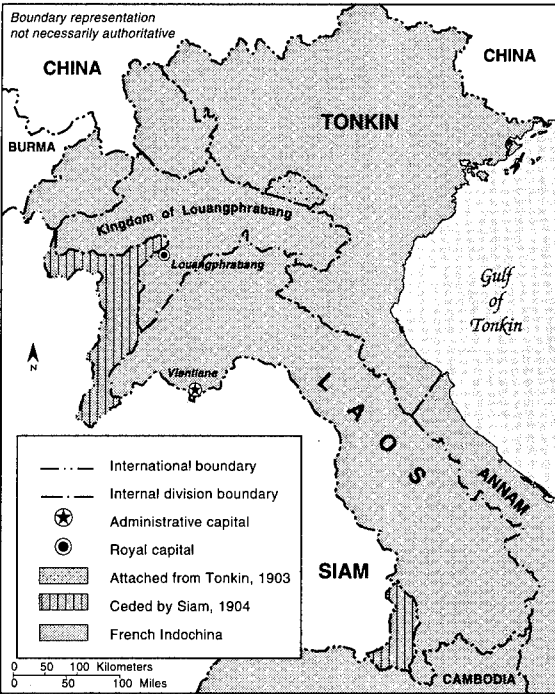 Boundary representation
not necessarily authoritative
CHINA
CHINA
BURMA
TONKIN
Kingdom of Louangphrabang
Louangphrabang
Gulf
of
Tonkin
N
Vientiane
LAOS
ANNAM
International boundary
Internal division boundary
Administrative capital
Royal capital
Attached from Tonkin, 1903
Ceded by Siam, 1904
French Indochina
SIAM
0 50 100 Kilometers
0 50 100 Miles
CAMBODIA